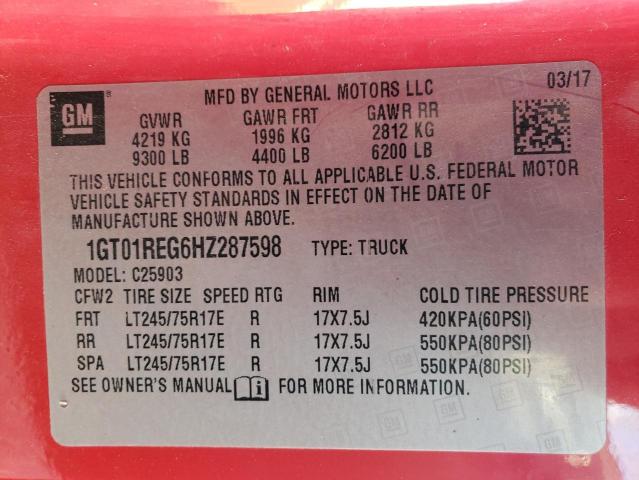 GM ®
MFD BY GENERAL MOTORS LLC 03/17
GVWR GAWR FRT GAWR RR
4219 KG 1996 KG 2812 KG
9300 LB 4400 LB 6200 LB
THIS VEHICLE CONFORMS TO ALL APPLICABLE U.S. FEDERAL MOTOR
VEHICLE SAFETY STANDARDS IN EFFECT ON THE DATE OF
MANUFACTURE SHOWN ABOVE.
1GT01REG6HZ287598 TYPE: TRUCK
MODEL: C25903
CFW2 TIRE SIZE SPEED RTG RIM COLD TIRE PRESSURE
FRT LT245/75R17E R 17X7.5J 420KPA(60PSI)
RR LT245/75R17E R 17X7.5J 550KPA(80PSI)
SPA LT245/75R17E R 17X7.5J 550KPA(80PSI)
SEE OWNER'S MANUAL i FOR MORE INFORMATION.